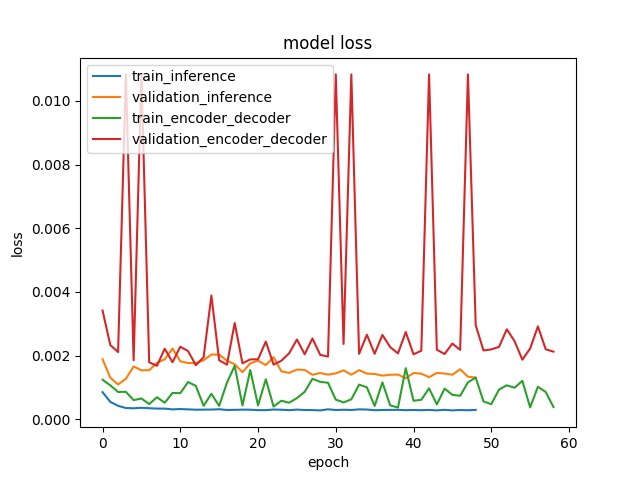 model loss
train_inference
validation_inference
train_encoder_decoder
validation_encoder_decoder
0.010
0.008
0.006
0.004
0.002
0.000
loss
0 10 20 30 40 50 60
epoch